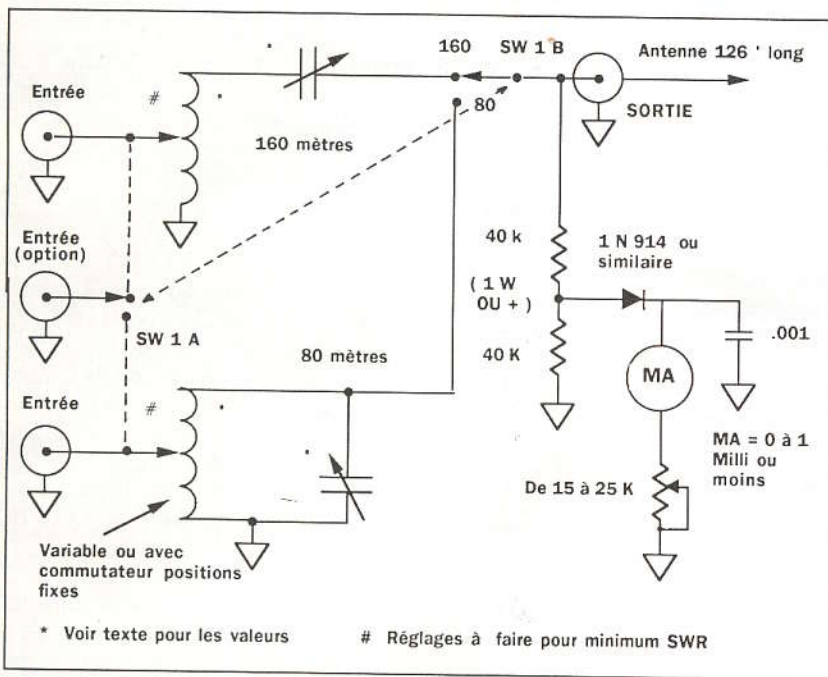 160 SW 1 B Antenne 126 ' long
Entrée
#
80
SORTIE
160 mètres
Entrée
(option)
40 k
1 N 914 ou
similaire
( 1 W
OU + )
SW 1 A
.001
80 mètres
40 K
MA
Entrée
#
MA = 0 à 1
Milli ou
moins
De 15 à 25 K
Variable ou avec
commutateur positions
fixes
* Voir texte pour les valeurs # Réglages à faire pour minimum SWR